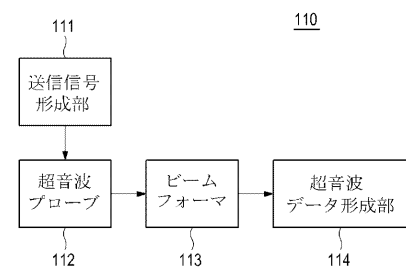 111
110
送信信号
形成部
超音波
プローブ
ビーム
フォーマ
超音波
データ形成部
112
113
114